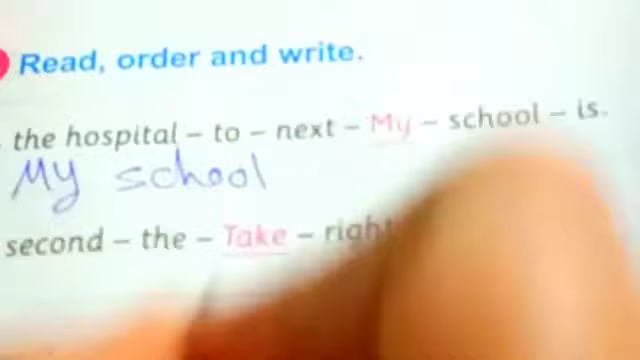 Read, order and write.
the hospital – to – next – My – school – is.
My school
second – the – Take – right